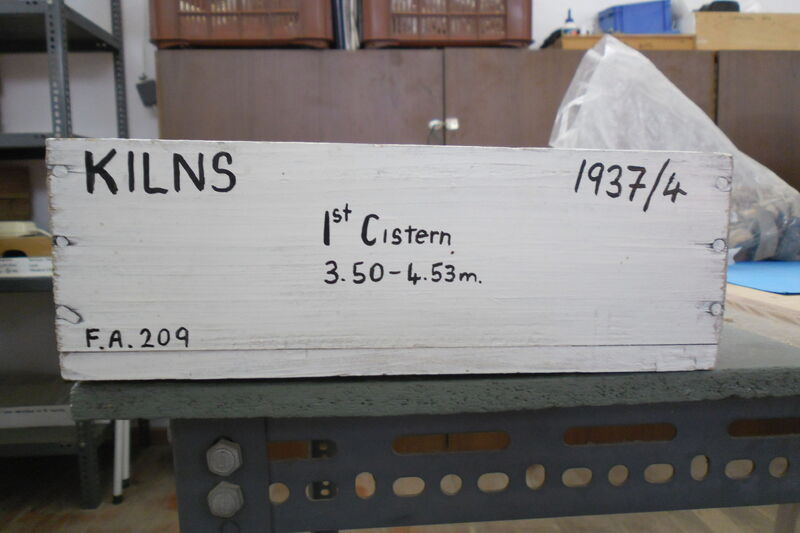 KILNS
1937/4
1st Cistern
3.50-4.53m.
F.A. 209